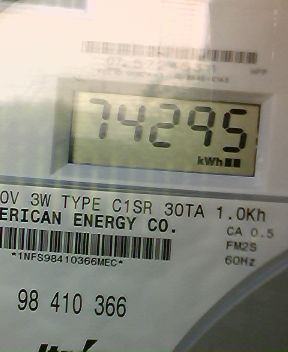 74295
kWh
0V 3W TYPE C1SR 30TA 1.0Kh
ERICAN ENERGY CO.
CA 0.5
FM2S
*1NFS98410366MEC*
60Hz
98 410 366